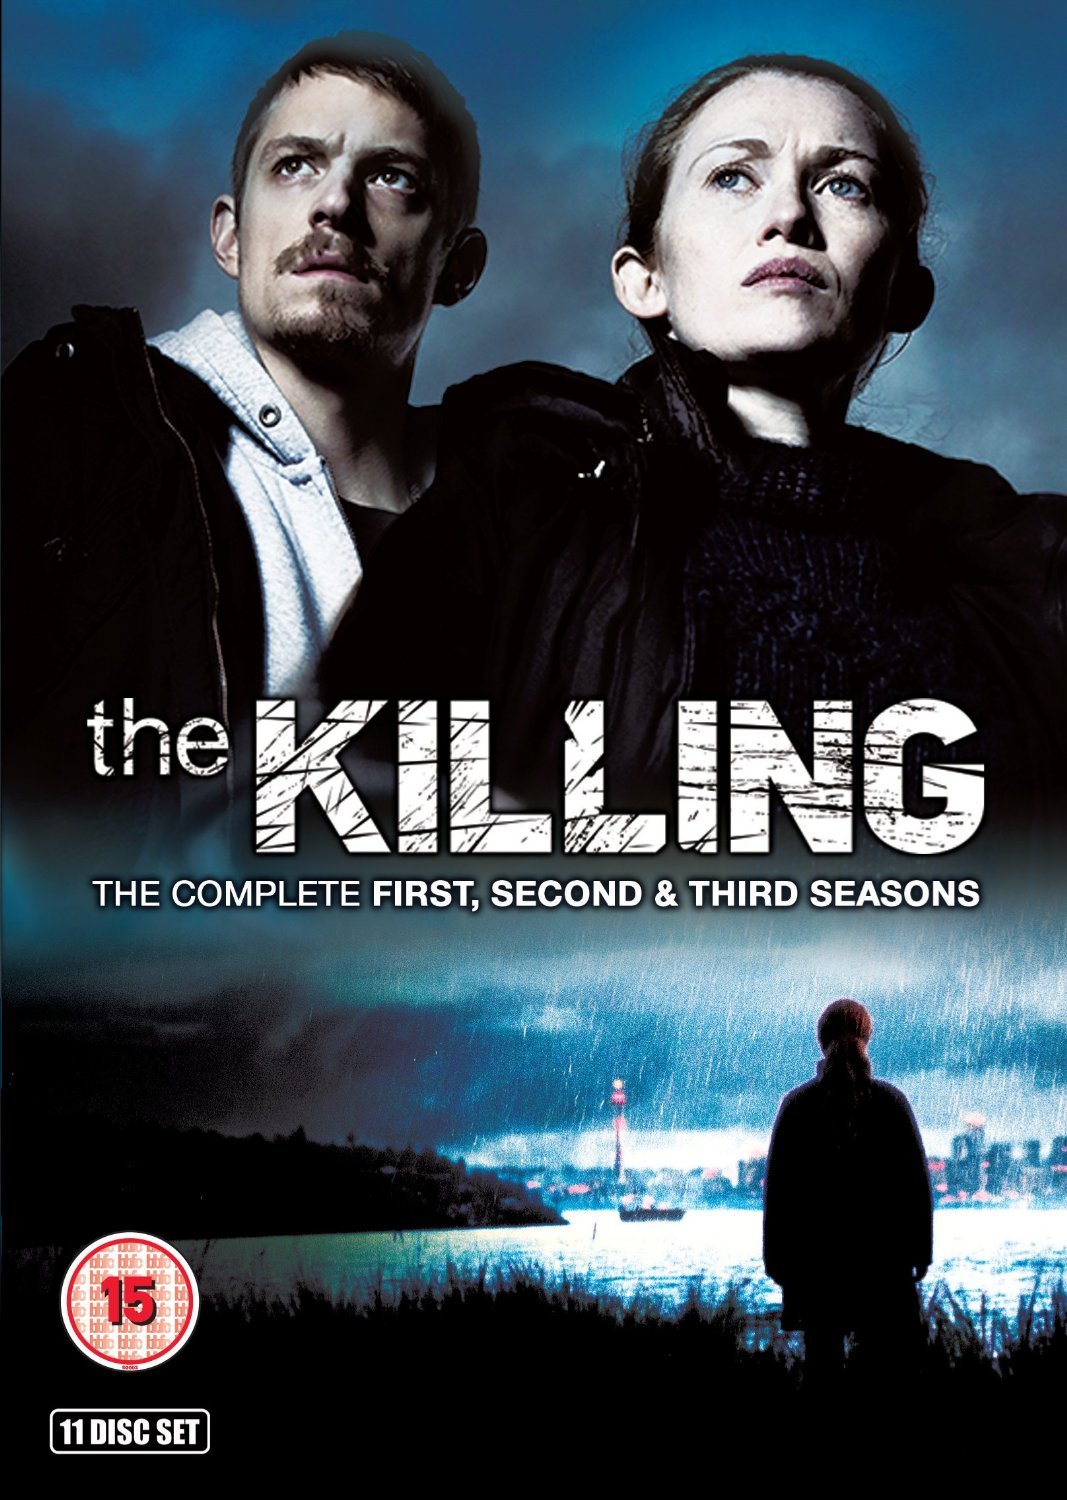 the KILLING
THE COMPLETE FIRST, SECOND & THIRD SEASONS
15
11 DISC SET